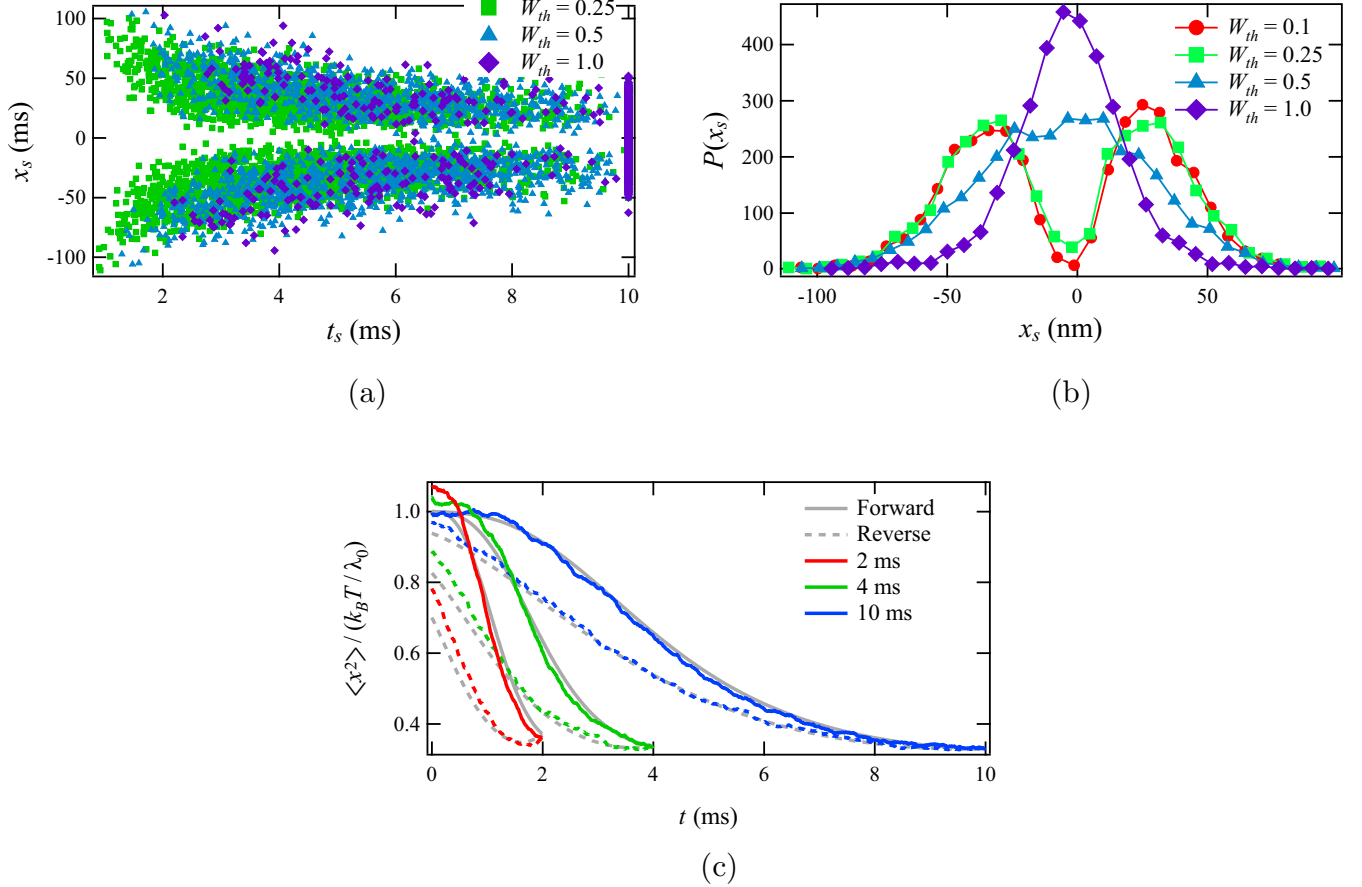 W_th = 0.25
W_th = 0.5
W_th = 1.0
100
50
0
-50
-100
x_s (ms)
2
4
6
8
10
t_s (ms)
(a)
W_th = 0.1
W_th = 0.25
W_th = 0.5
W_th = 1.0
400
300
200
100
0
P(x_s)
-100
-50
0
50
x_s (nm)
(b)
Forward
Reverse
2 ms
4 ms
10 ms
1.0
0.8
0.6
0.4
<x²> / (k_B T / λ_0)
0
2
4
6
8
10
t (ms)
(c)